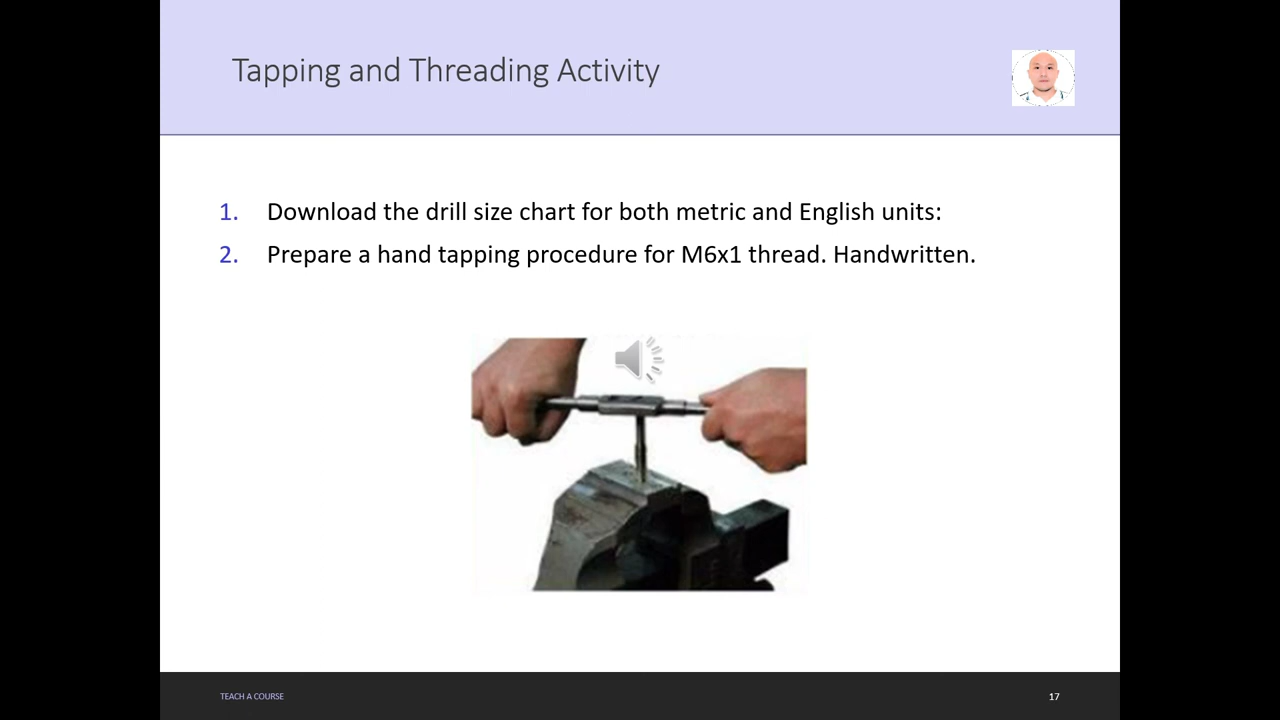 Tapping and Threading Activity
1. Download the drill size chart for both metric and English units:
2. Prepare a hand tapping procedure for M6x1 thread. Handwritten.
TEACH A COURSE
17